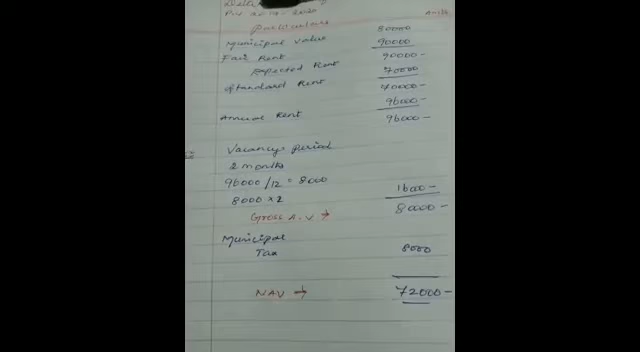 Particulars
80000
Municipal Value 90000
Fair Rent 90000-
Expected Rent 70000
Standard Rent 70000-
96000-
Annual Rent 96000-
Vacancy period
2 months
96000/12 = 8000
8000 x 2 16000-
Gross A.V → 80000-
Municipal
Tax 8000
NAV → 72000-